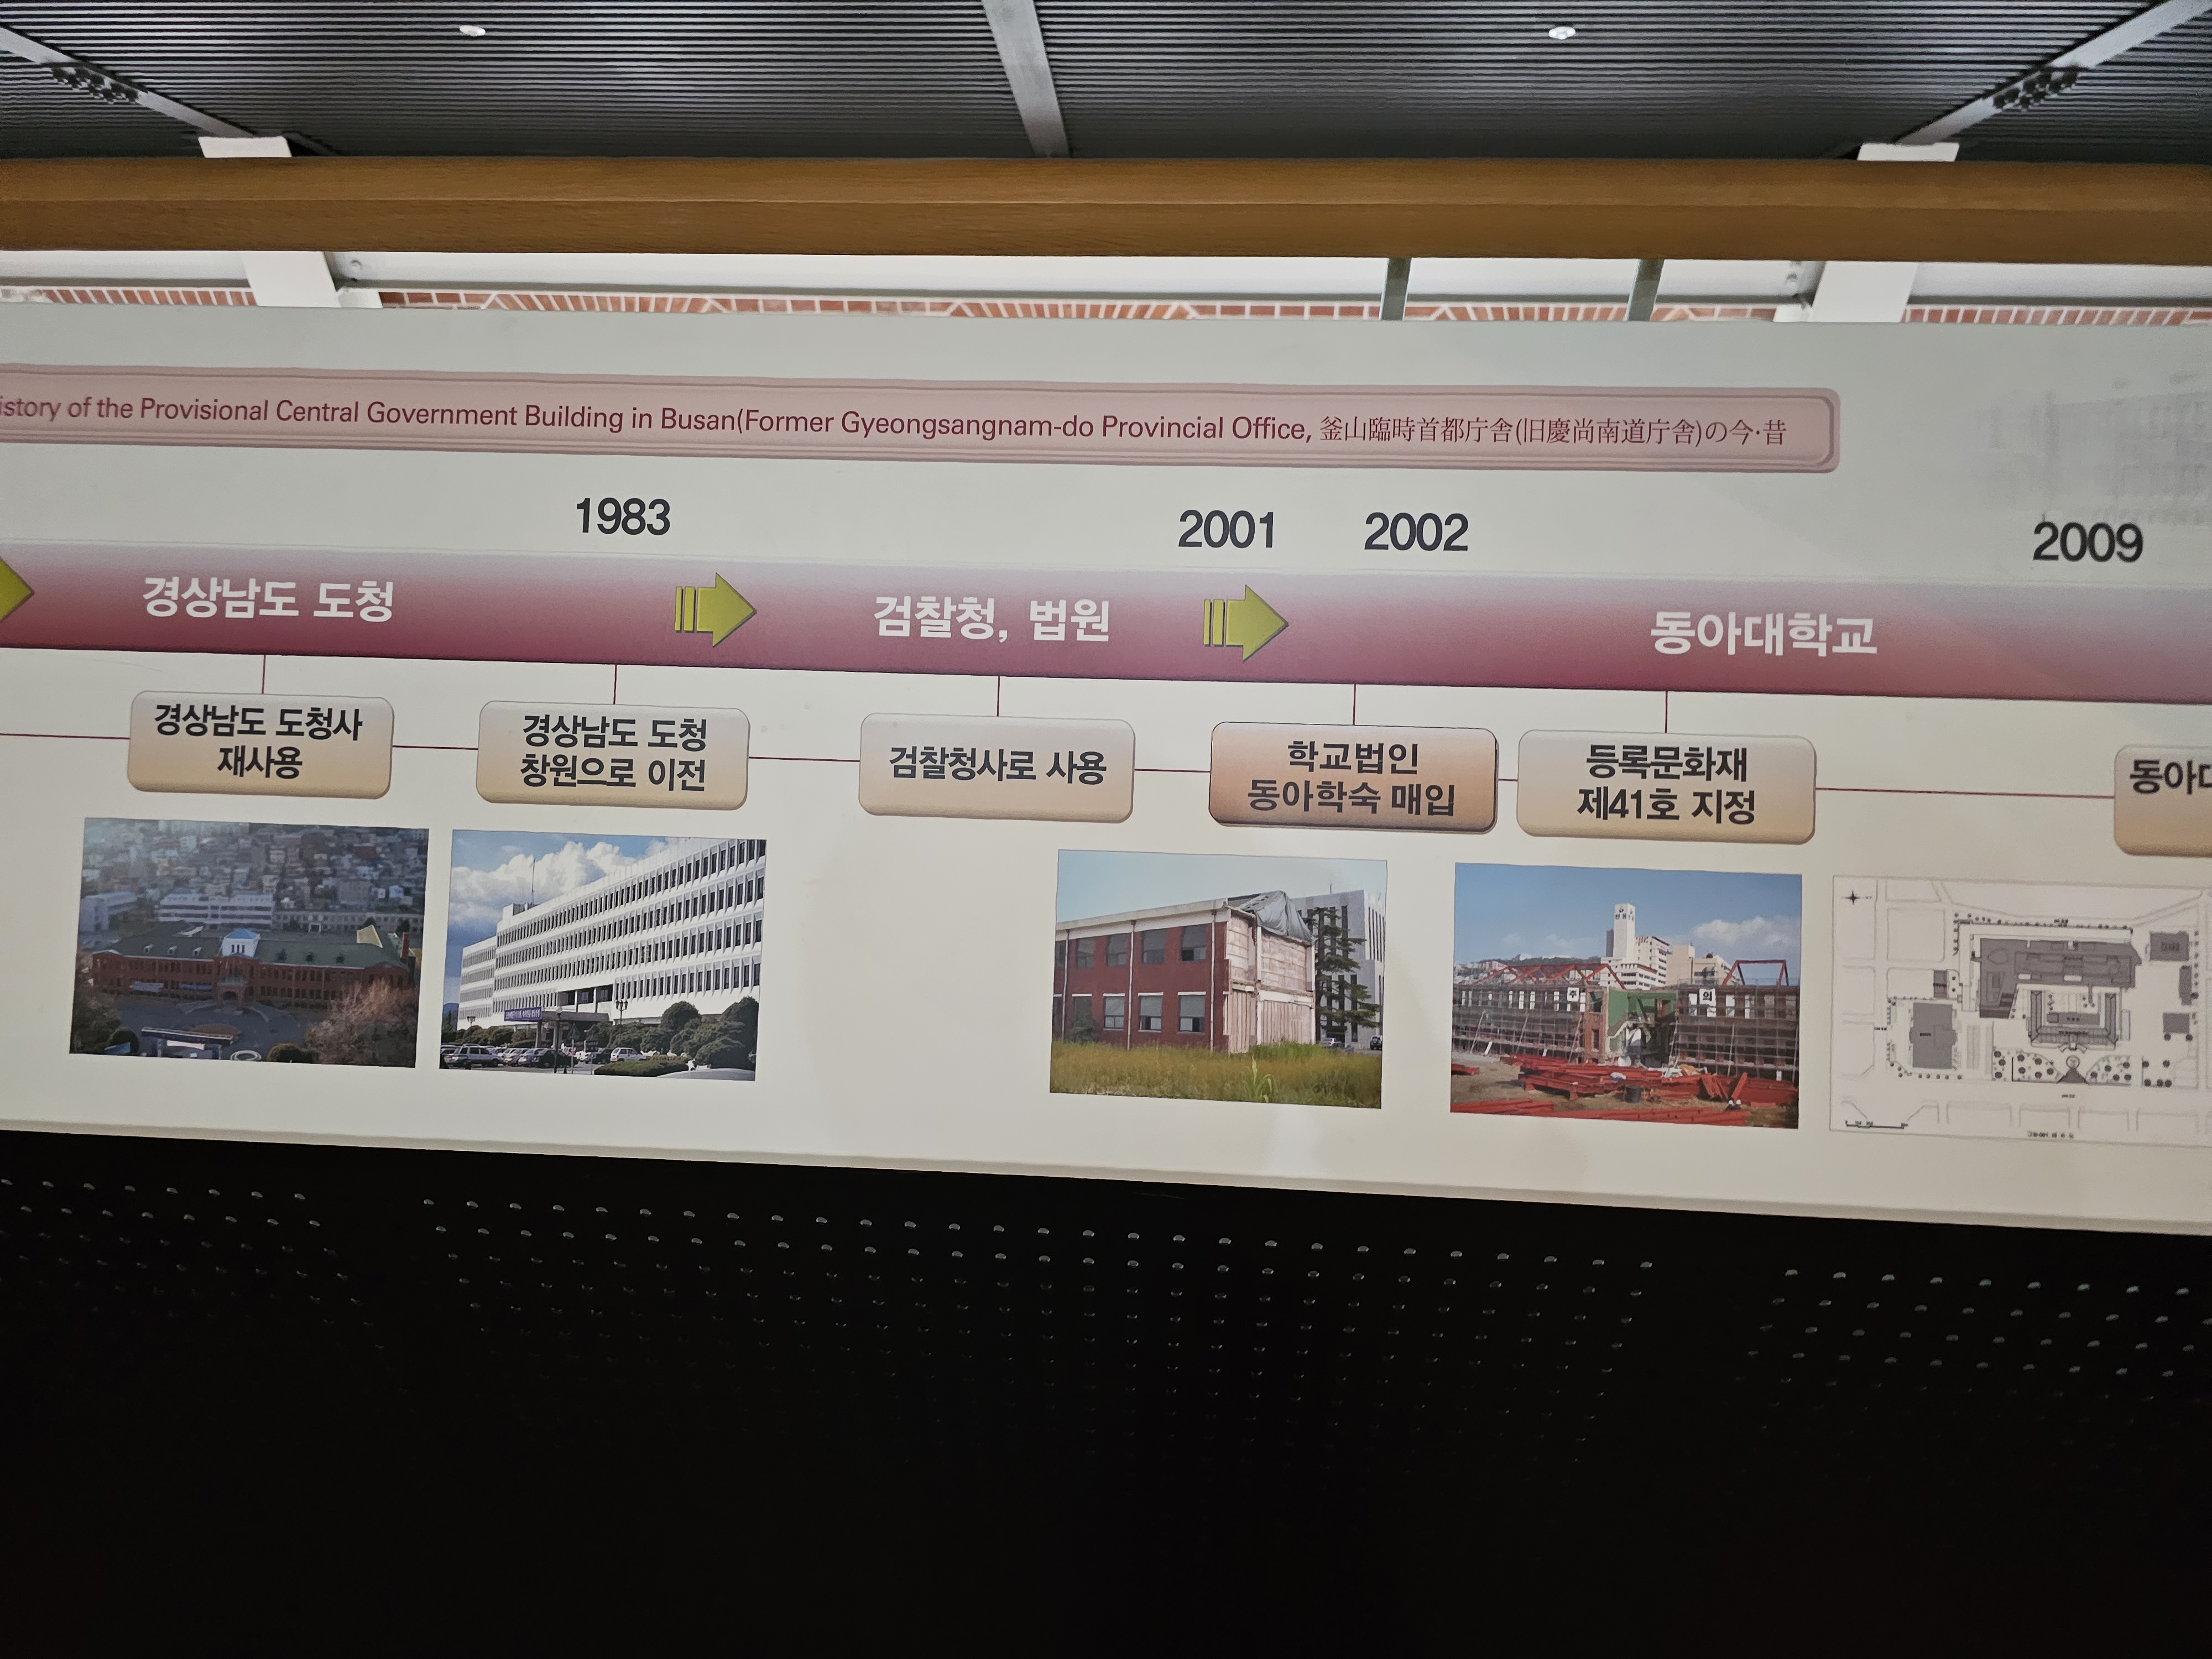 istory of the Provisional Central Government Building in Busan(Former Gyeongsangnam-do Provincial Office, 釜山臨時首都庁舎(旧慶尚南道庁舎)の今·昔
1983
2001
2002
2009
경상남도 도청
검찰청, 법원
동아대학교
경상남도 도청사
재사용
경상남도 도청
창원으로 이전
검찰청사로 사용
학교법인
동아학숙 매입
등록문화재
제41호 지정
동아대